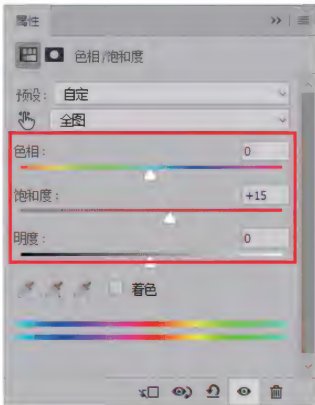 属性
色相/饱和度
预设： 自定
全图
色相： 0
饱和度： +15
明度： 0
着色